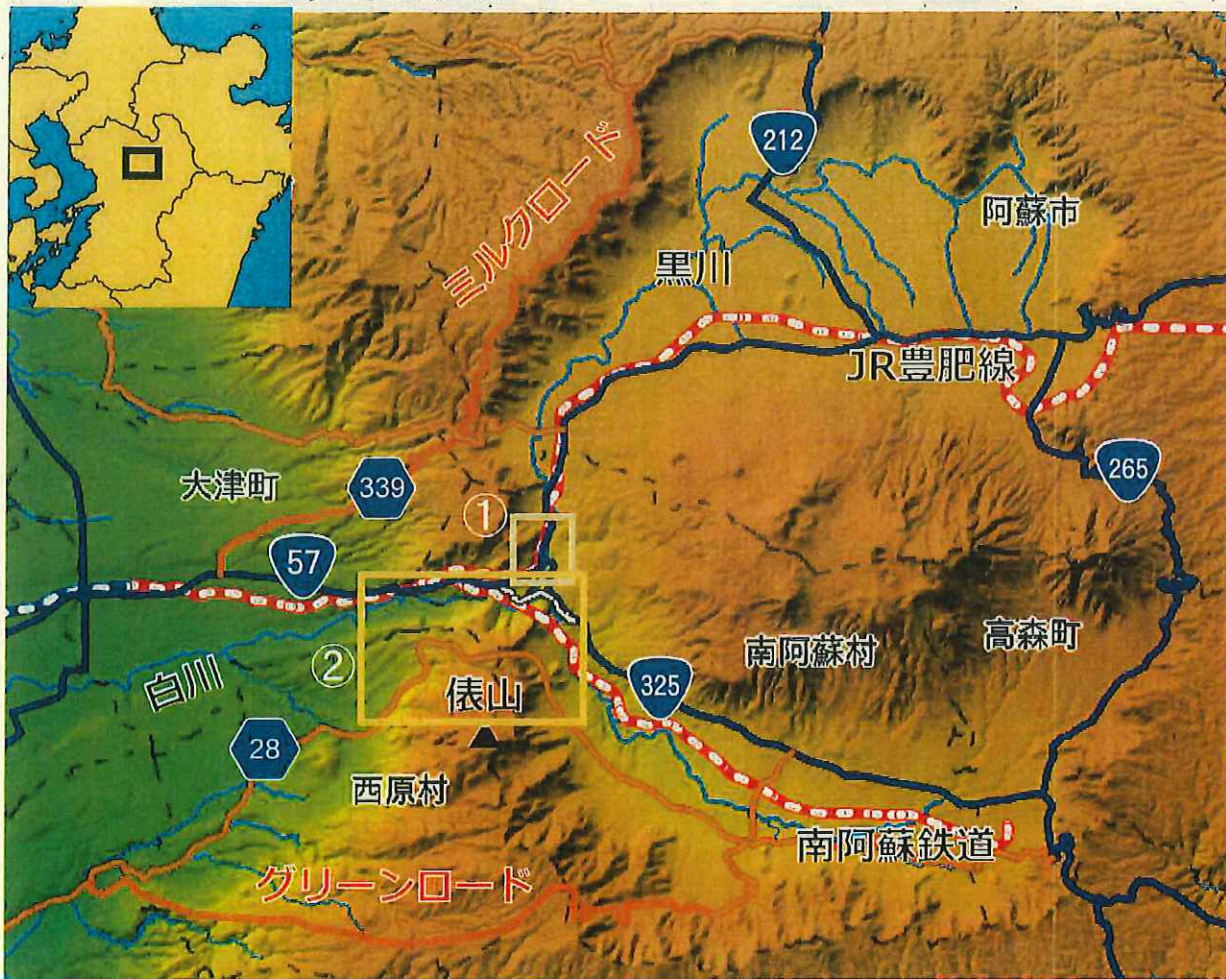 212
阿蘇市
ミルクロード
黒川
JR豊肥線
大津町
339
265
①
57
南阿蘇村
高森町
②
白川
俵山
325
28
西原村
南阿蘇鉄道
グリーンロード